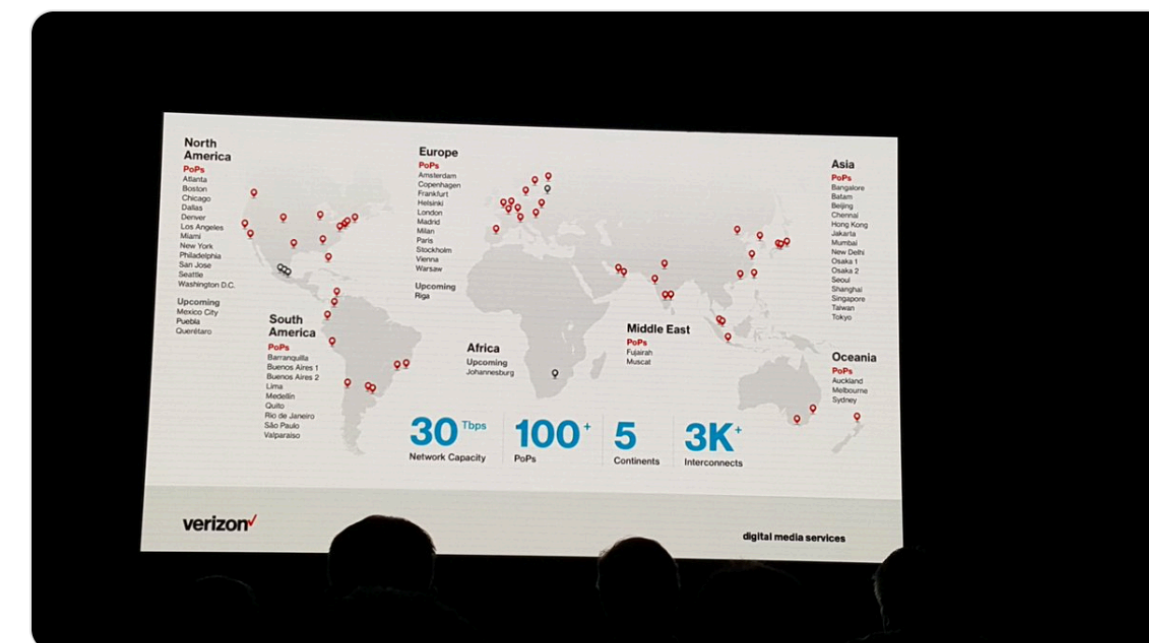 North
America
PoPs
Atlanta
Boston
Chicago
Dallas
Denver
Los Angeles
Miami
New York
Philadelphia
San Jose
Seattle
Washington D.C.
Upcoming
Mexico City
Puebla
Querétaro
South
America
PoPs
Barranquilla
Buenos Aires 1
Buenos Aires 2
Lima
Medellín
Quito
Rio de Janeiro
São Paulo
Valparaiso
Europe
PoPs
Amsterdam
Copenhagen
Frankfurt
Helsinki
London
Madrid
Milan
Paris
Stockholm
Vienna
Warsaw
Upcoming
Riga
Africa
Upcoming
Johannesburg
Middle East
PoPs
Fujairah
Muscat
Asia
PoPs
Bangalore
Batam
Beijing
Chennai
Hong Kong
Jakarta
Mumbai
New Delhi
Osaka 1
Osaka 2
Seoul
Shanghai
Singapore
Taiwan
Tokyo
Oceania
PoPs
Auckland
Melbourne
Sydney
30 Tbps
Network Capacity
100+
PoPs
5
Continents
3K+
Interconnects
verizon
digital media services